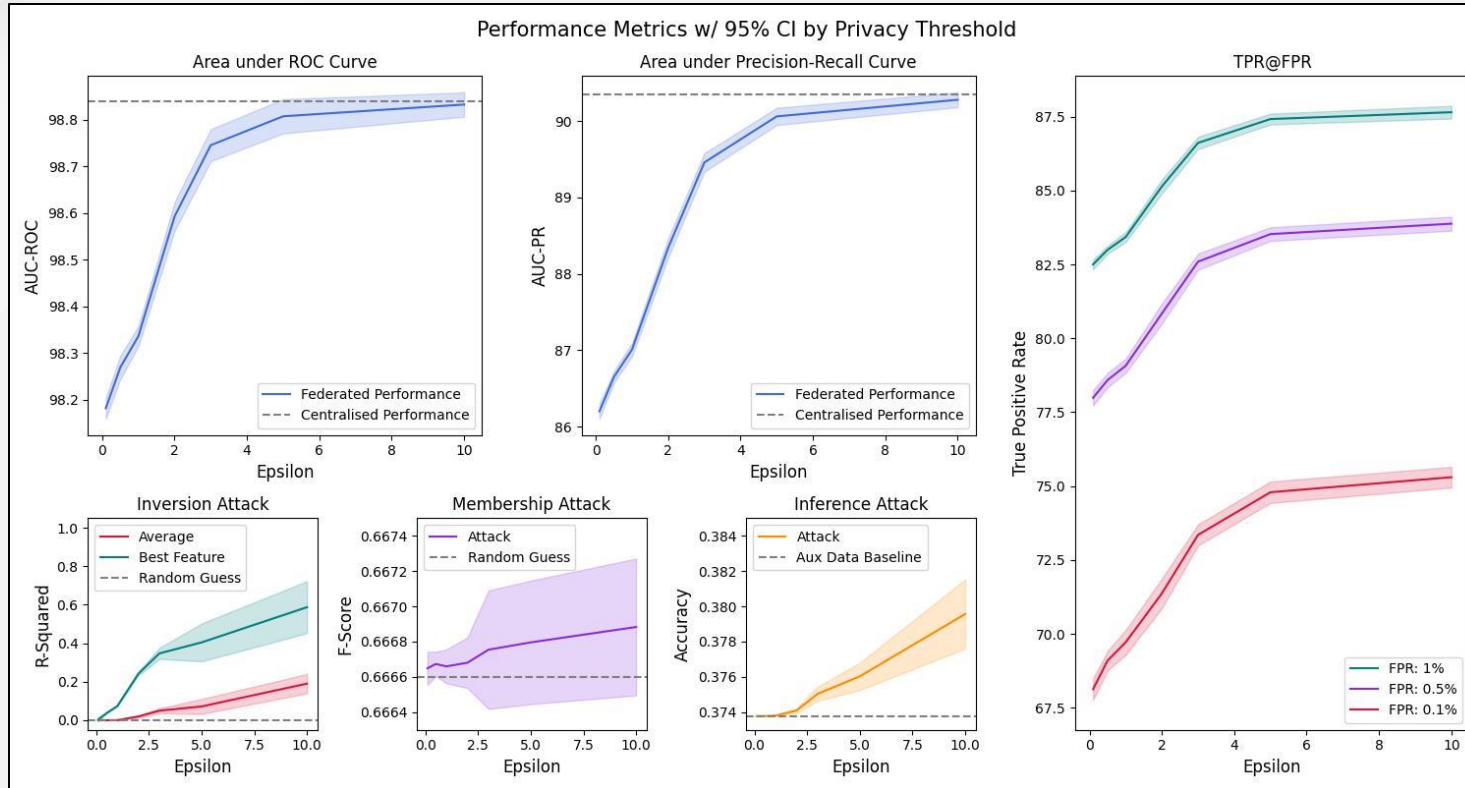 Performance Metrics w/ 95% CI by Privacy Threshold
Area under ROC Curve
AUC-ROC
98.8
98.7
98.6
98.5
98.4
98.3
98.2
Federated Performance
Centralised Performance
0 2 4 6 8 10
Epsilon
Area under Precision-Recall Curve
AUC-PR
90
89
88
87
86
Federated Performance
Centralised Performance
0 2 4 6 8 10
Epsilon
TPR@FPR
True Positive Rate
87.5
85.0
82.5
80.0
77.5
75.0
72.5
70.0
67.5
FPR: 1%
FPR: 0.5%
FPR: 0.1%
0 2 4 6 8 10
Epsilon
Inversion Attack
R-Squared
1.0
0.8
0.6
0.4
0.2
0.0
Average
Best Feature
Random Guess
0.0 2.5 5.0 7.5 10.0
Epsilon
Membership Attack
F-Score
0.6674
0.6672
0.6670
0.6668
0.6666
0.6664
Attack
Random Guess
0.0 2.5 5.0 7.5 10.0
Epsilon
Inference Attack
Accuracy
0.384
0.382
0.380
0.378
0.376
0.374
Attack
Aux Data Baseline
0.0 2.5 5.0 7.5 10.0
Epsilon